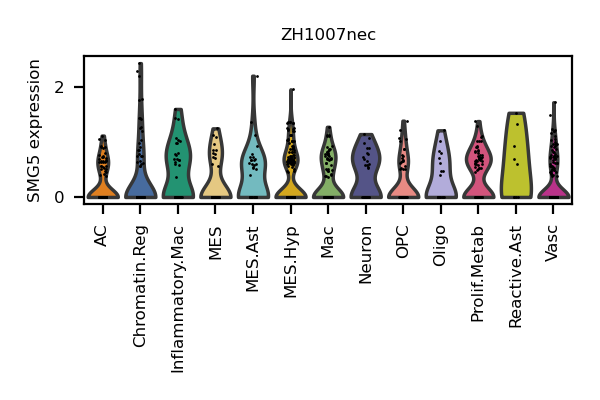 ZH1007nec
SMG5 expression
2
0
AC
Chromatin.Reg
Inflammatory.Mac
MES
MES.Ast
MES.Hyp
Mac
Neuron
OPC
Oligo
Prolif.Metab
Reactive.Ast
Vasc